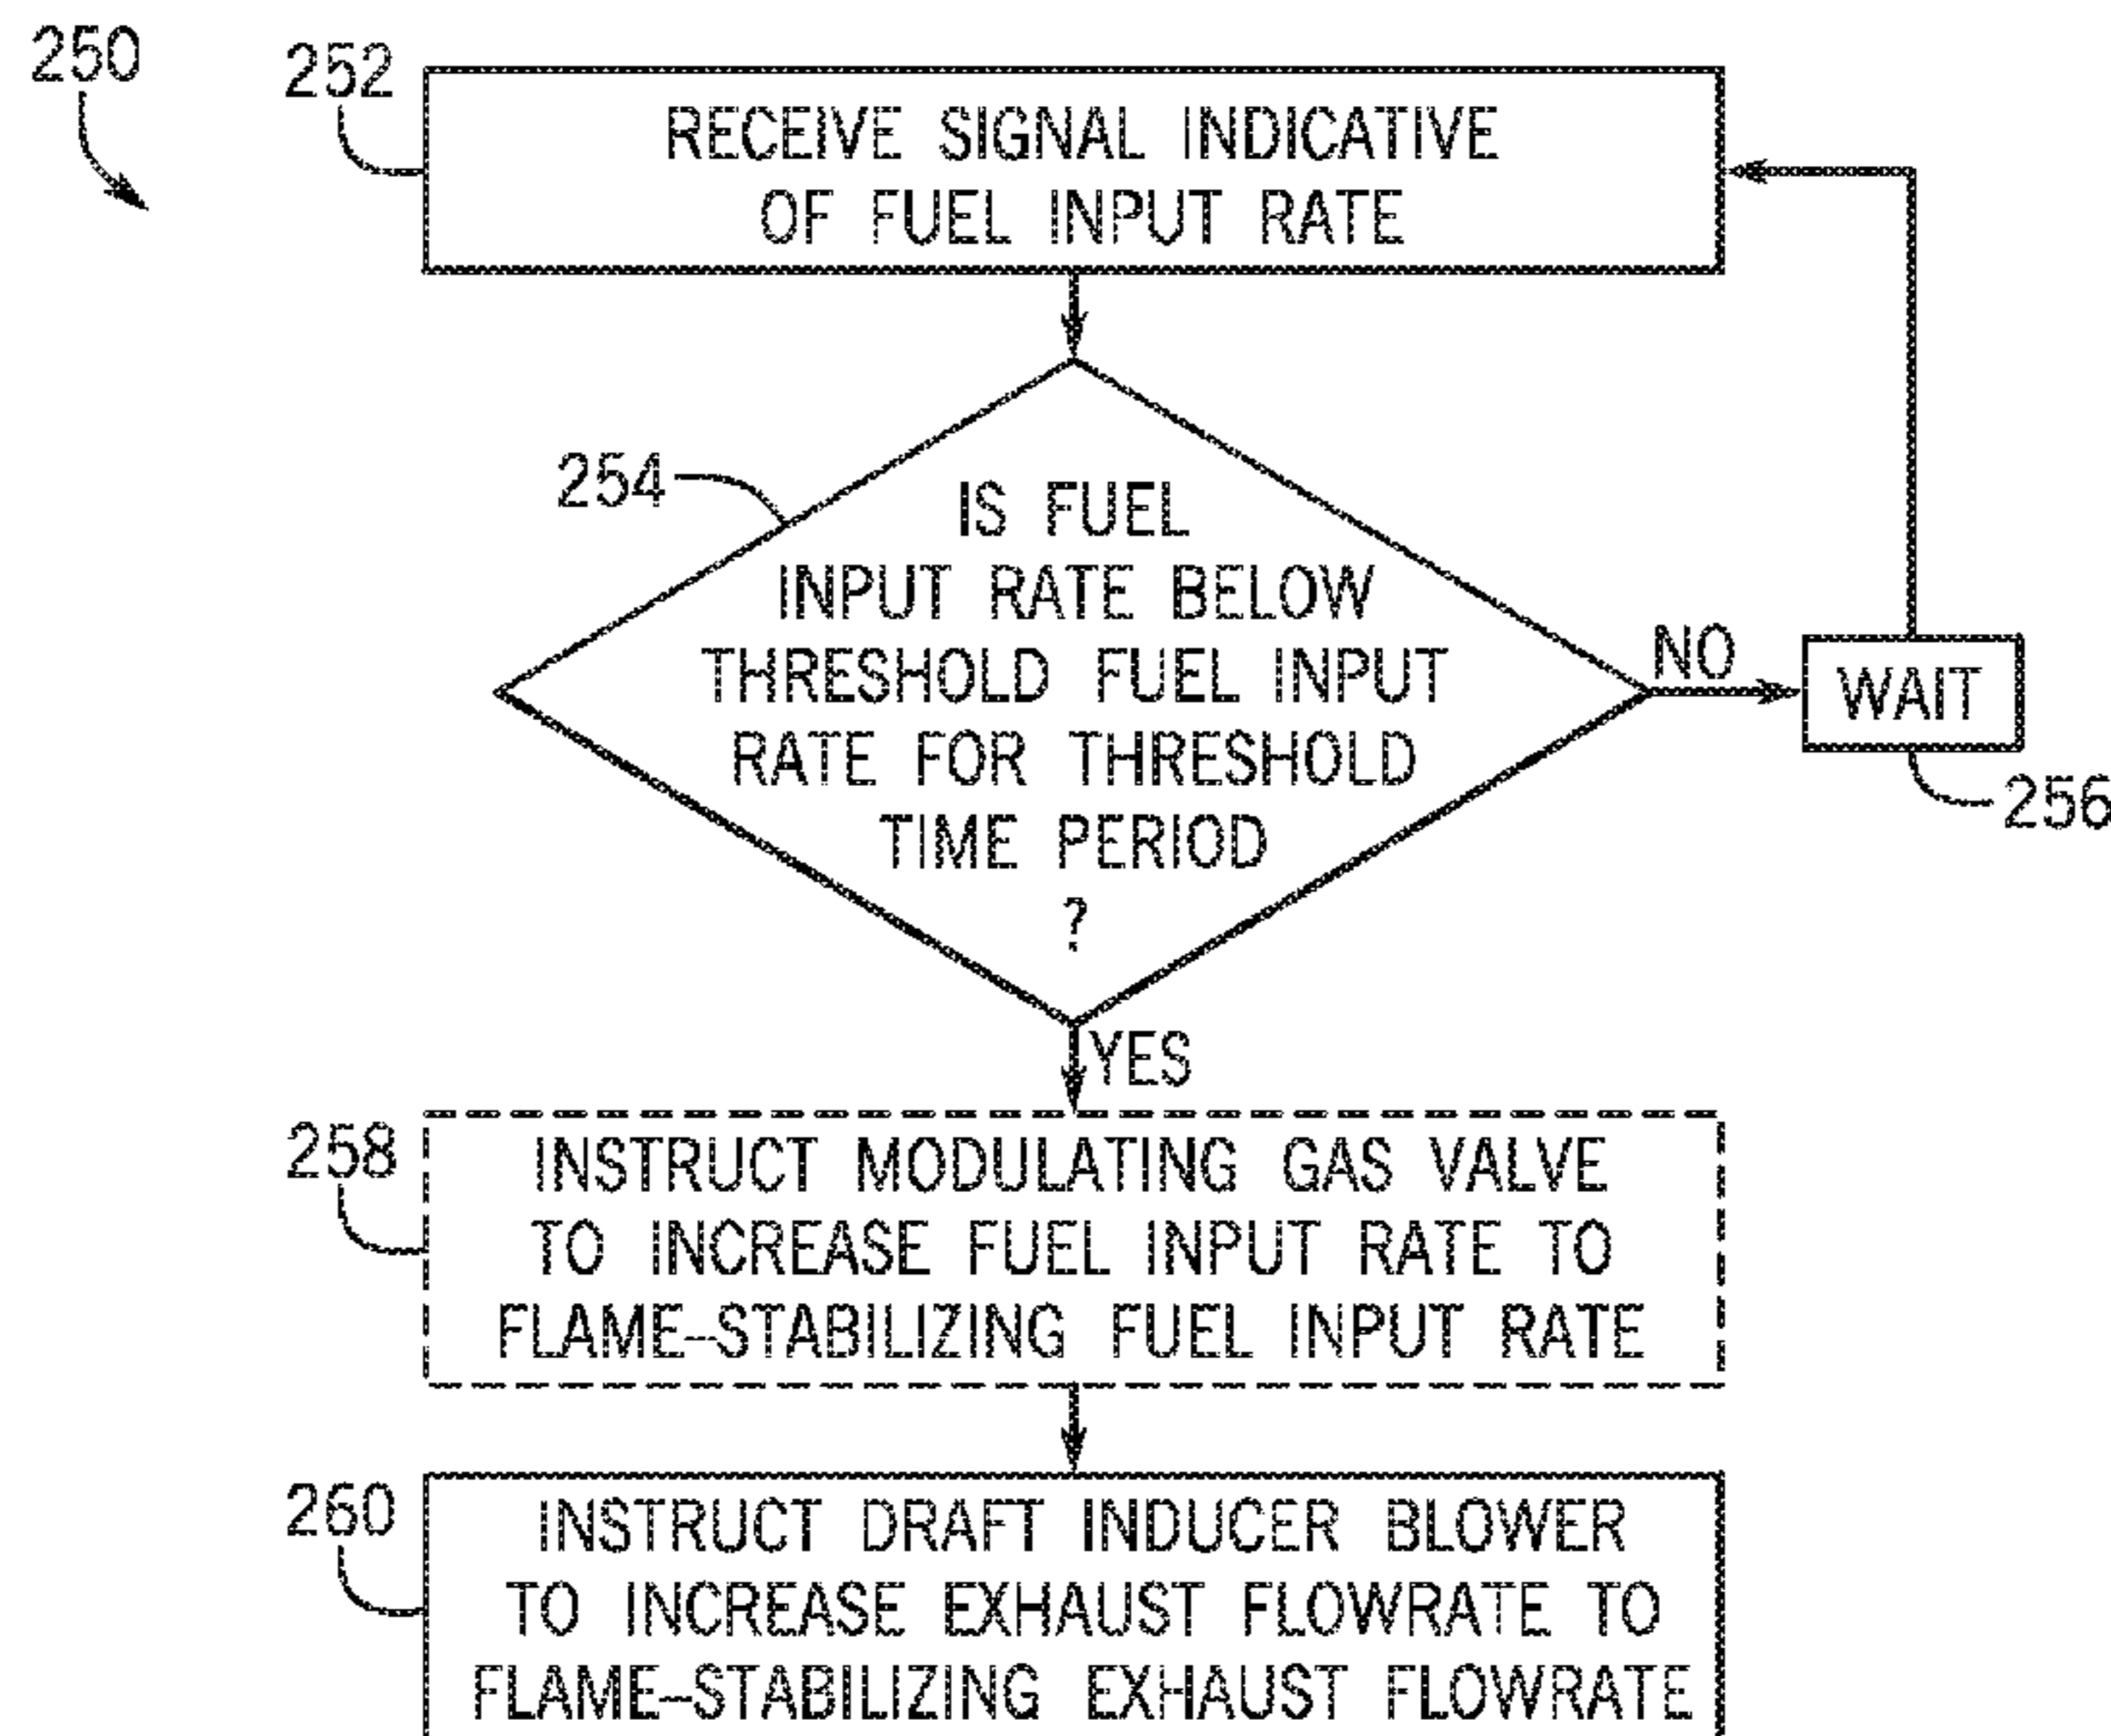 250
252
RECEIVE SIGNAL INDICATIVE
OF FUEL INPUT RATE
254
IS FUEL
INPUT RATE BELOW
THRESHOLD FUEL INPUT
RATE FOR THRESHOLD
TIME PERIOD
?
NO
WAIT
256
YES
258
INSTRUCT MODULATING GAS VALVE
TO INCREASE FUEL INPUT RATE TO
FLAME-STABILIZING FUEL INPUT RATE
260
INSTRUCT DRAFT INDUCER BLOWER
TO INCREASE EXHAUST FLOWRATE TO
FLAME-STABILIZING EXHAUST FLOWRATE